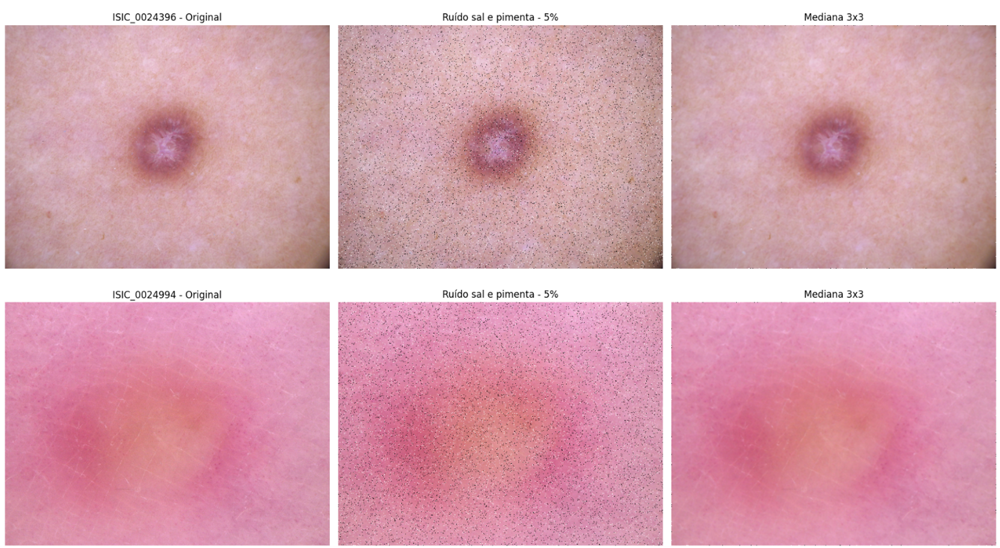 ISIC_0024396 - Original
Ruído sal e pimenta - 5%
Mediana 3x3
ISIC_0024994 - Original
Ruído sal e pimenta - 5%
Mediana 3x3